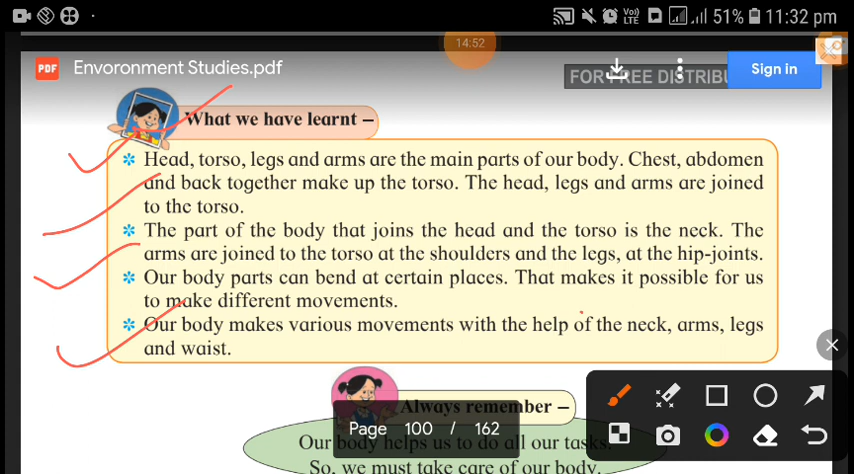 Vo))
LTE
51% 11:32 pm
14:52
PDF Envoronment Studies.pdf
FOR FREE DISTRIBU
Sign in
What we have learnt –
* Head, torso, legs and arms are the main parts of our body. Chest, abdomen
and back together make up the torso. The head, legs and arms are joined
to the torso.
* The part of the body that joins the head and the torso is the neck. The
arms are joined to the torso at the shoulders and the legs, at the hip-joints.
* Our body parts can bend at certain places. That makes it possible for us
to make different movements.
* Our body makes various movements with the help of the neck, arms, legs
and waist.
Always remember –
Page 100 / 162
Our body helps us to do all our tasks.
So, we must take care of our body.